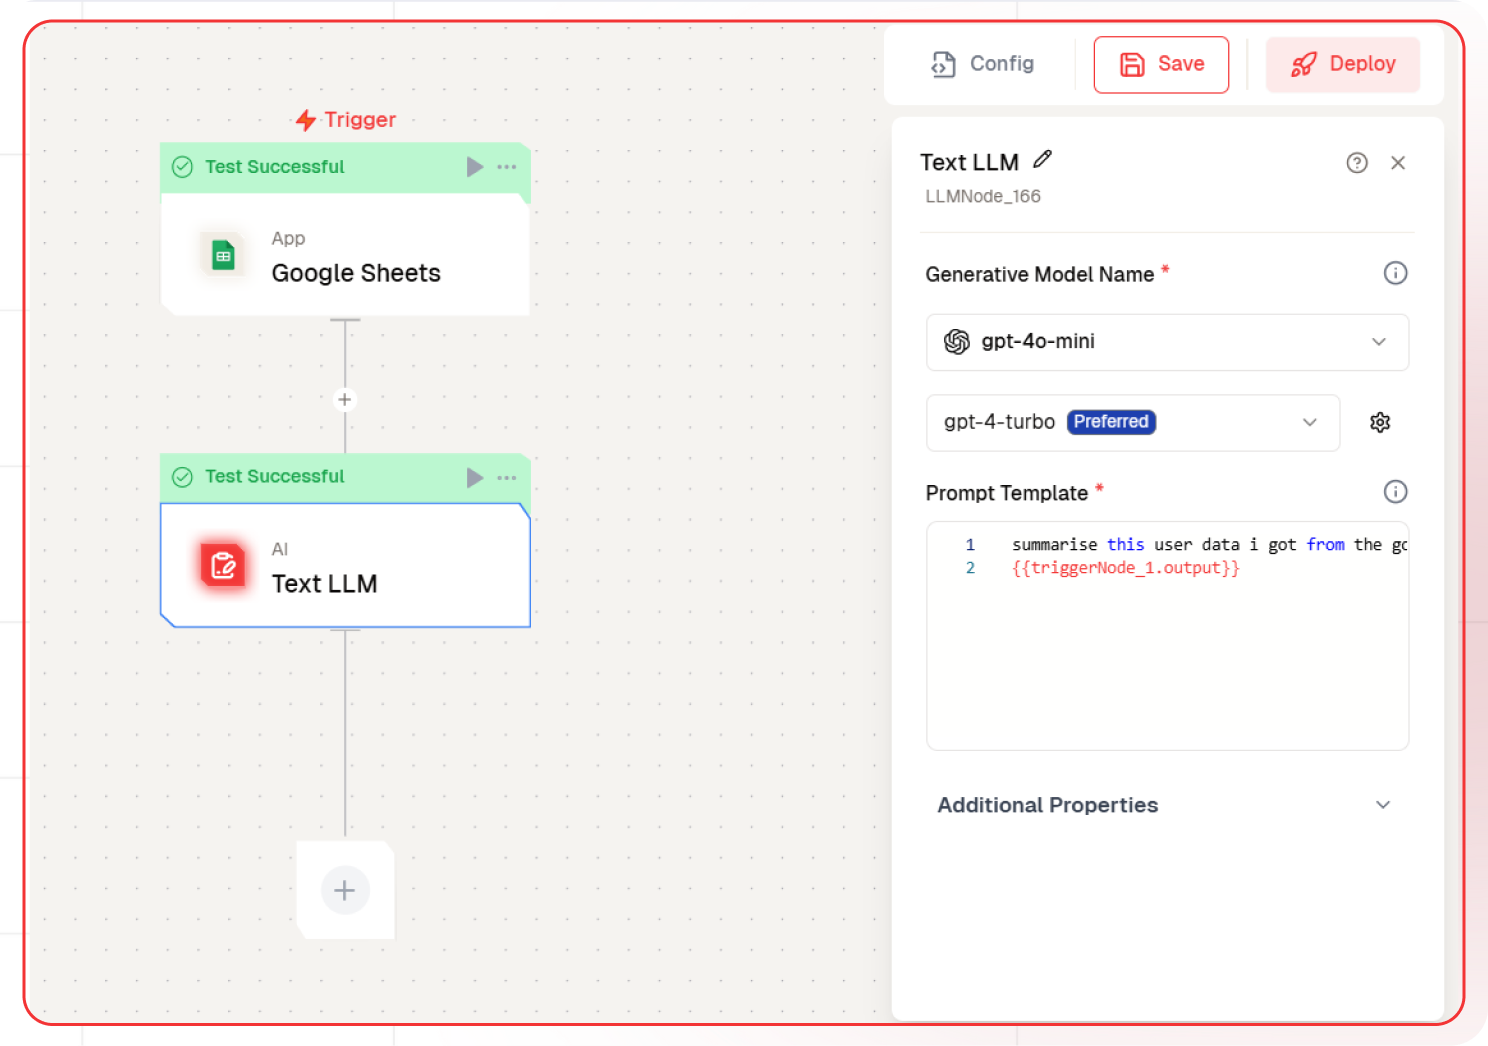 Config
Save
Deploy
Trigger
Test Successful
App
Google Sheets
Test Successful
AI
Text LLM
Text LLM
LLMNode_166
Generative Model Name *
gpt-4o-mini
gpt-4-turbo Preferred
Prompt Template *
1 summarise this user data i got from the
2 {{triggerNode_1.output}}
Additional Properties